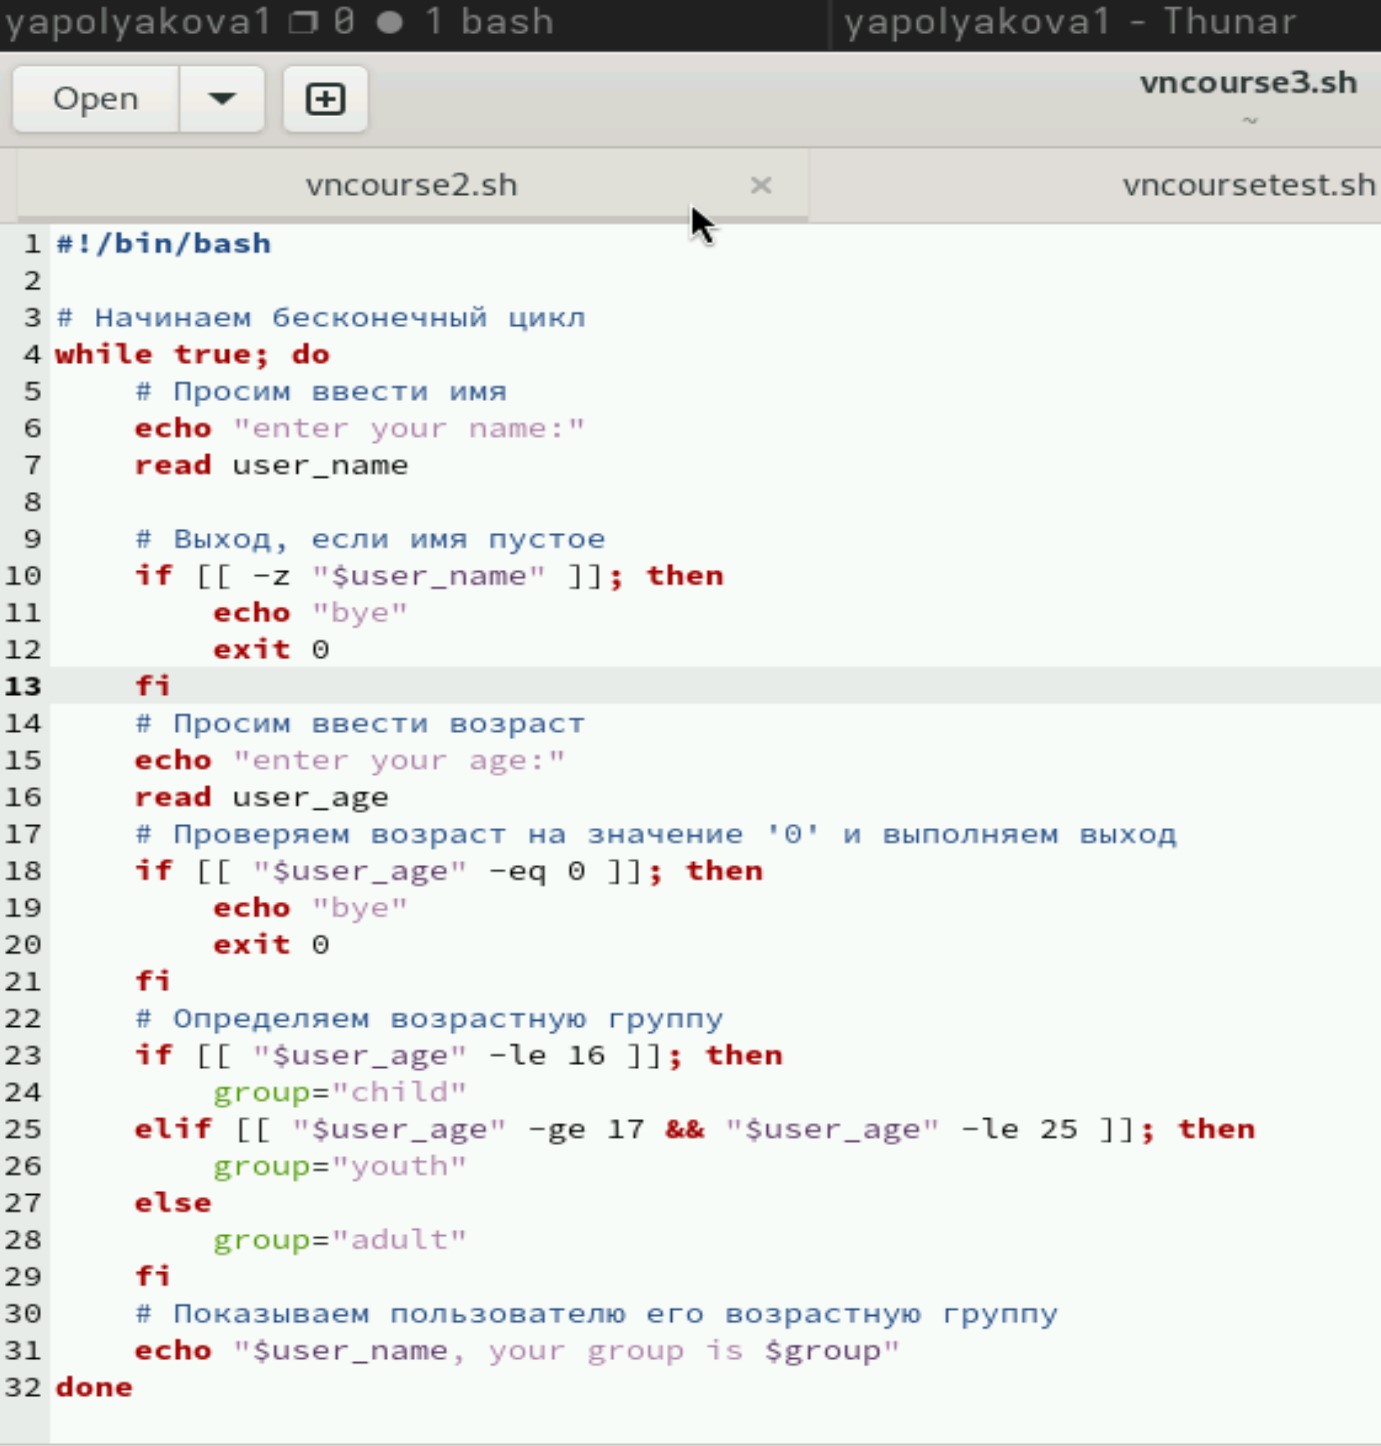 yapolyakova1 0 1 bash
yapolyakova1 - Thunar
Open
vncourse3.sh
~
vncourse2.sh
vncoursetest.sh
1 #!/bin/bash
2
3 # Начинаем бесконечный цикл
4 while true; do
5     # Просим ввести имя
6     echo "enter your name:"
7     read user_name
8
9     # Выход, если имя пустое
10     if [[ -z "$user_name" ]]; then
11         echo "bye"
12         exit 0
13     fi
14     # Просим ввести возраст
15     echo "enter your age:"
16     read user_age
17     # Проверяем возраст на значение '0' и выполняем выход
18     if [[ "$user_age" -eq 0 ]]; then
19         echo "bye"
20         exit 0
21     fi
22     # Определяем возрастную группу
23     if [[ "$user_age" -le 16 ]]; then
24         group="child"
25     elif [[ "$user_age" -ge 17 && "$user_age" -le 25 ]]; then
26         group="youth"
27     else
28         group="adult"
29     fi
30     # Показываем пользователю его возрастную группу
31     echo "$user_name, your group is $group"
32 done